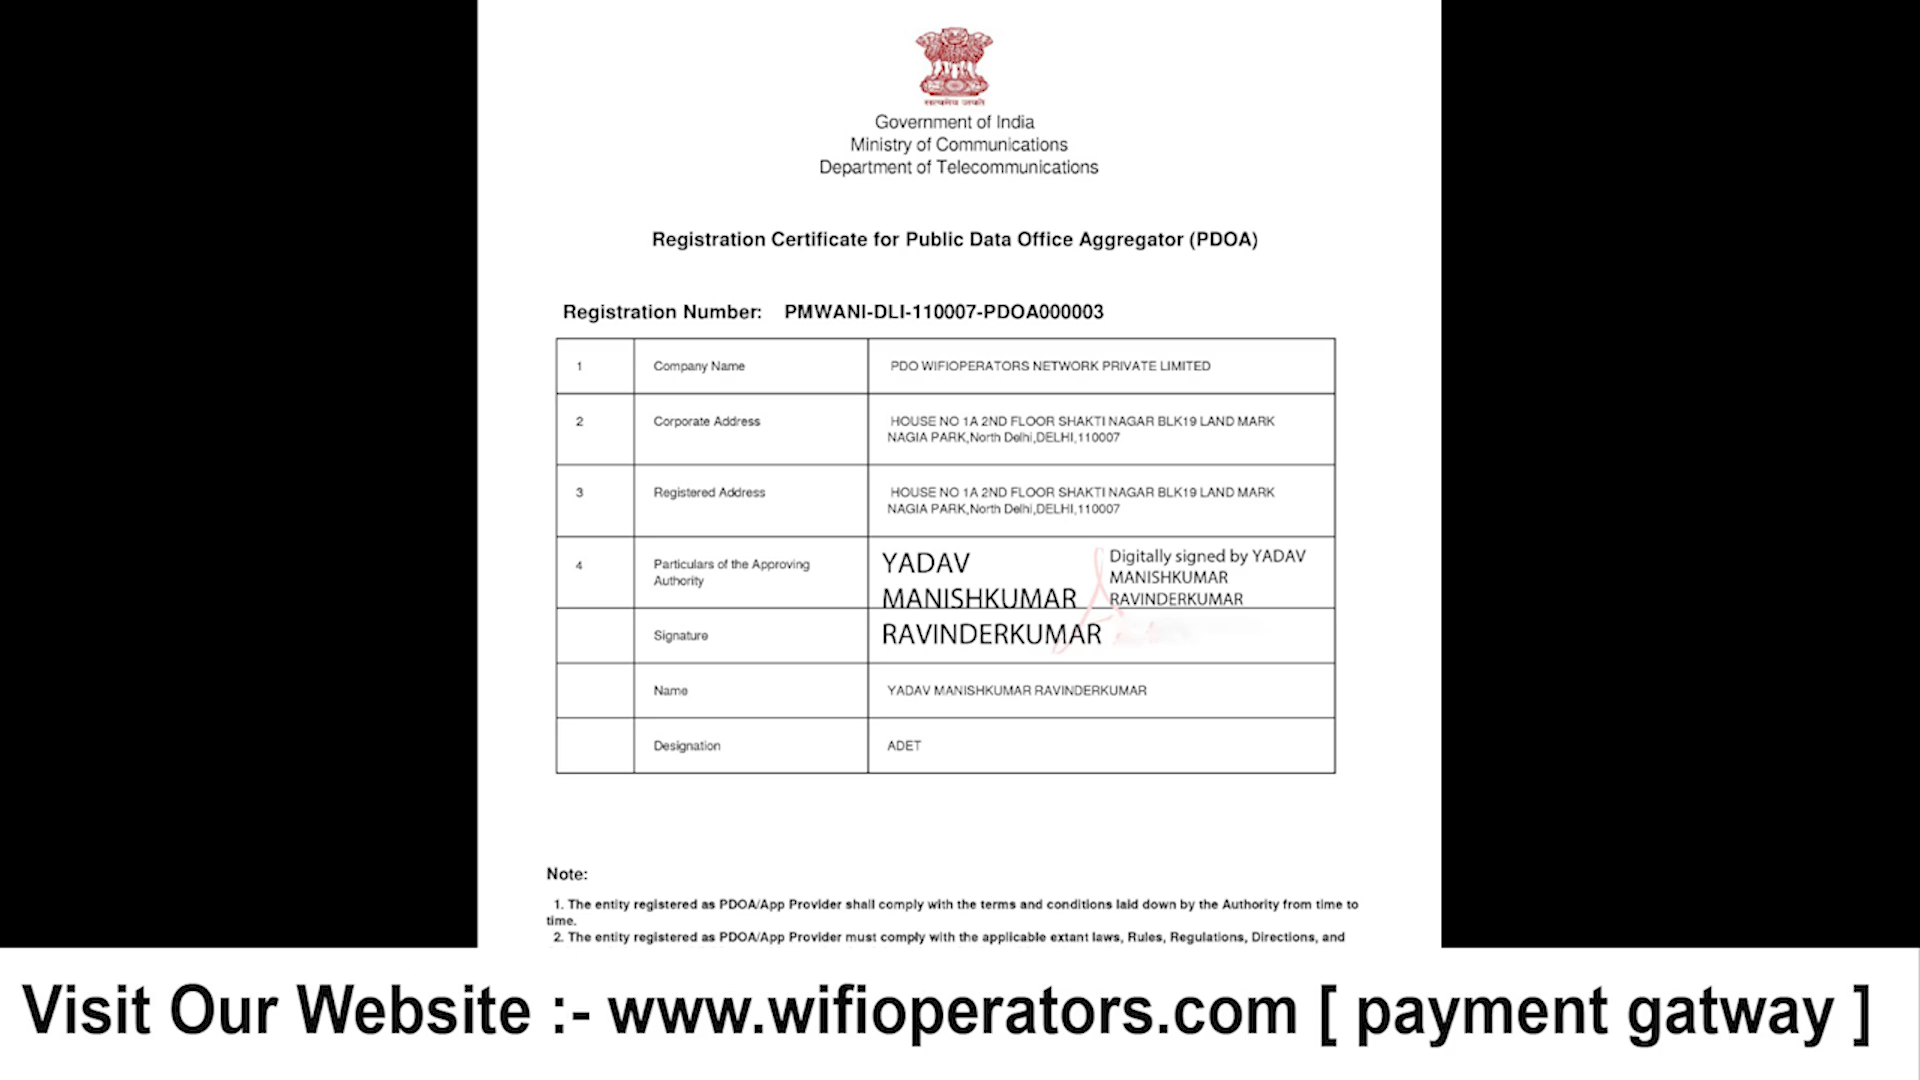 सत्यमेव जयते
Government of India
Ministry of Communications
Department of Telecommunications
Registration Certificate for Public Data Office Aggregator (PDOA)
Registration Number: PMWANI-DLI-110007-PDOA000003
1 Company Name PDO WIFIOPERATORS NETWORK PRIVATE LIMITED
2 Corporate Address HOUSE NO 1A 2ND FLOOR SHAKTI NAGAR BLK19 LAND MARK
NAGIA PARK,North Delhi,DELHI,110007
3 Registered Address HOUSE NO 1A 2ND FLOOR SHAKTI NAGAR BLK19 LAND MARK
NAGIA PARK,North Delhi,DELHI,110007
4 Particulars of the Approving
Authority
YADAV
MANISHKUMAR
RAVINDERKUMAR
Digitally signed by YADAV
MANISHKUMAR
RAVINDERKUMAR
Signature
Name YADAV MANISHKUMAR RAVINDERKUMAR
Designation ADET
Note:
1. The entity registered as PDOA/App Provider shall comply with the terms and conditions laid down by the Authority from time to
time.
2. The entity registered as PDOA/App Provider must comply with the applicable extant laws, Rules, Regulations, Directions, and
Visit Our Website :- www.wifioperators.com [ payment gatway ]